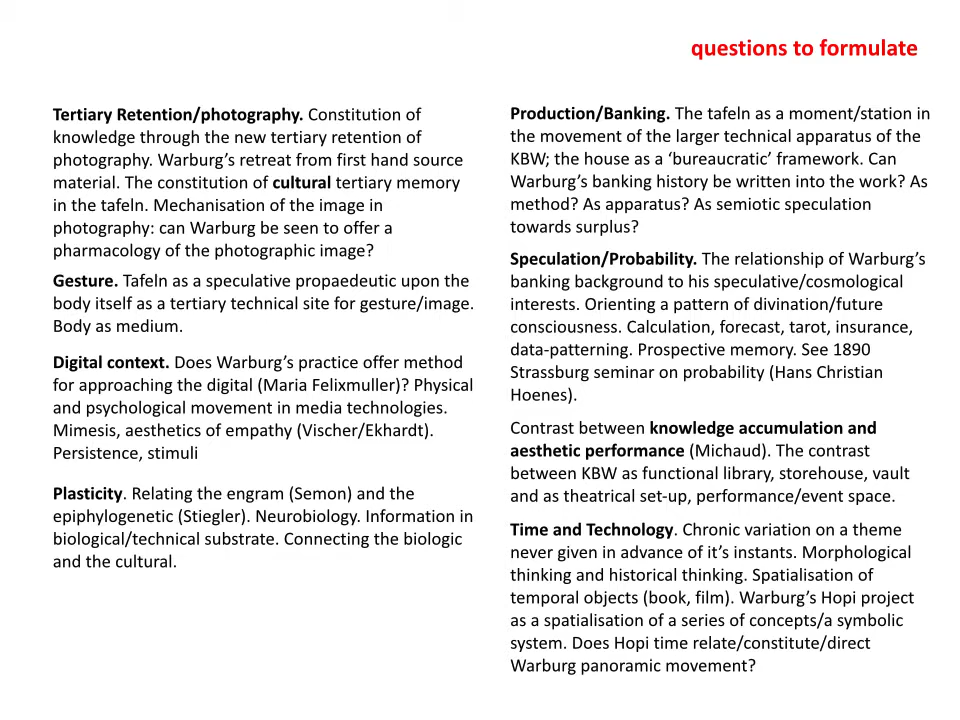 questions to formulate
Tertiary Retention/photography. Constitution of
knowledge through the new tertiary retention of
photography. Warburg’s retreat from first hand source
material. The constitution of cultural tertiary memory
in the tafeln. Mechanisation of the image in
photography: can Warburg be seen to offer a
pharmacology of the photographic image?
Gesture. Tafeln as a speculative propaedeutic upon the
body itself as a tertiary technical site for gesture/image.
Body as medium.
Digital context. Does Warburg’s practice offer method
for approaching the digital (Maria Felixmuller)? Physical
and psychological movement in media technologies.
Mimesis, aesthetics of empathy (Vischer/Ekhardt).
Persistence, stimuli
Plasticity. Relating the engram (Semon) and the
epiphylogenetic (Stiegler). Neurobiology. Information in
biological/technical substrate. Connecting the biologic
and the cultural.
Production/Banking. The tafeln as a moment/station in
the movement of the larger technical apparatus of the
KBW; the house as a ‘bureaucratic’ framework. Can
Warburg’s banking history be written into the work? As
method? As apparatus? As semiotic speculation
towards surplus?
Speculation/Probability. The relationship of Warburg’s
banking background to his speculative/cosmological
interests. Orienting a pattern of divination/future
consciousness. Calculation, forecast, tarot, insurance,
data-patterning. Prospective memory. See 1890
Strassburg seminar on probability (Hans Christian
Hoenes).
Contrast between knowledge accumulation and
aesthetic performance (Michaud). The contrast
between KBW as functional library, storehouse, vault
and as theatrical set-up, performance/event space.
Time and Technology. Chronic variation on a theme
never given in advance of it’s instants. Morphological
thinking and historical thinking. Spatialisation of
temporal objects (book, film). Warburg’s Hopi project
as a spatialisation of a series of concepts/a symbolic
system. Does Hopi time relate/constitute/direct
Warburg panoramic movement?